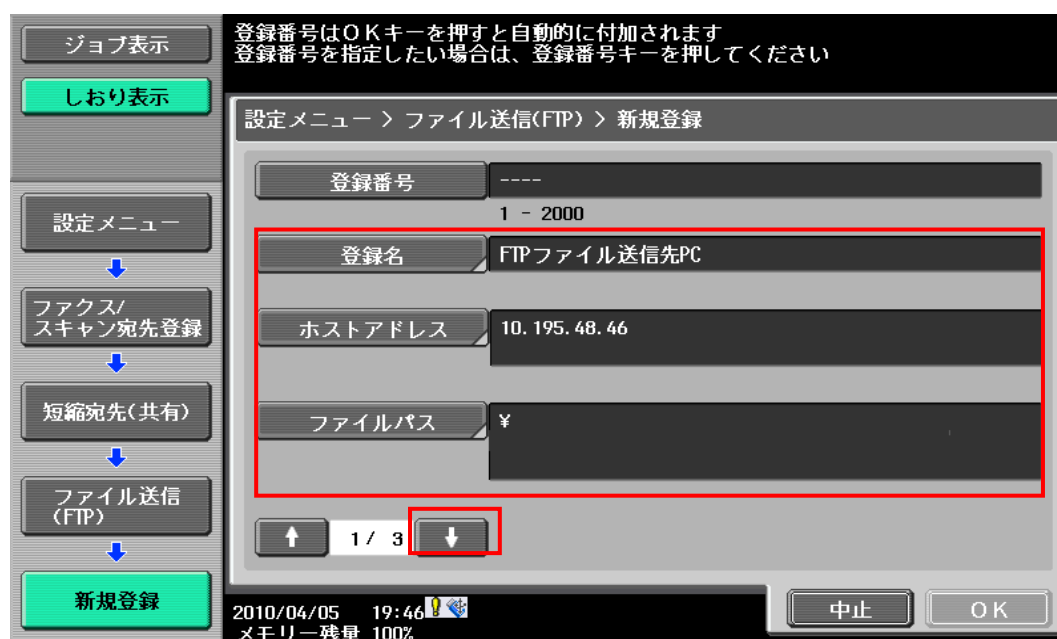 ジョブ表示
しおり表示
設定メニュー
ファクス/
スキャン宛先登録
短縮宛先(共有)
ファイル送信
(FTP)
新規登録
登録番号はOKキーを押すと自動的に付加されます
登録番号を指定したい場合は、登録番号キーを押してください
設定メニュー > ファイル送信(FTP) > 新規登録
登録番号 ----
1 - 2000
登録名 FTPファイル送信先PC
ホストアドレス 10.195.48.46
ファイルパス ¥
1/ 3
2010/04/05 19:46
メモリー残量 100%
中止 OK